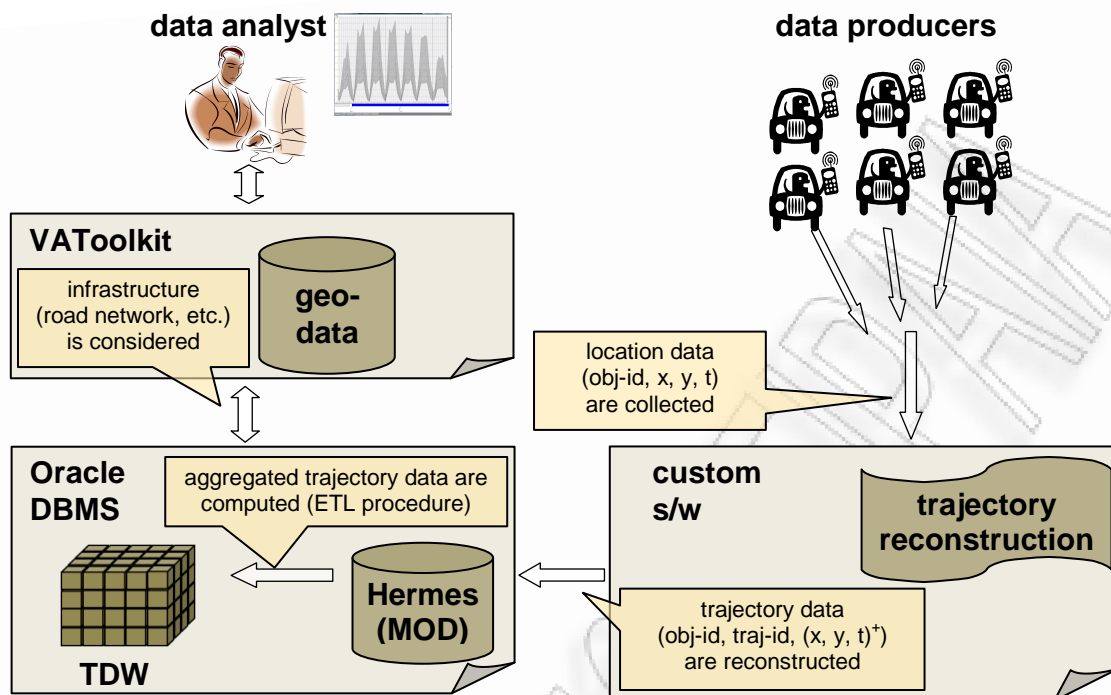 data analyst
data producers
VAToolkit
infrastructure
(road network, etc.)
is considered
geo-
data
location data
(obj-id, x, y, t)
are collected
Oracle
DBMS
aggregated trajectory data are
computed (ETL procedure)
Hermes
(MOD)
TDW
custom
s/w
trajectory
reconstruction
trajectory data
(obj-id, traj-id, (x, y, t)⁺)
are reconstructed